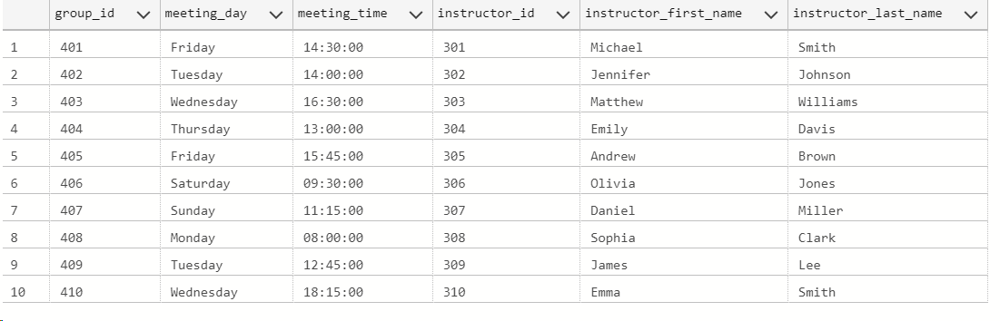 group_id meeting_day meeting_time instructor_id instructor_first_name instructor_last_name
1 401 Friday 14:30:00 301 Michael Smith
2 402 Tuesday 14:00:00 302 Jennifer Johnson
3 403 Wednesday 16:30:00 303 Matthew Williams
4 404 Thursday 13:00:00 304 Emily Davis
5 405 Friday 15:45:00 305 Andrew Brown
6 406 Saturday 09:30:00 306 Olivia Jones
7 407 Sunday 11:15:00 307 Daniel Miller
8 408 Monday 08:00:00 308 Sophia Clark
9 409 Tuesday 12:45:00 309 James Lee
10 410 Wednesday 18:15:00 310 Emma Smith